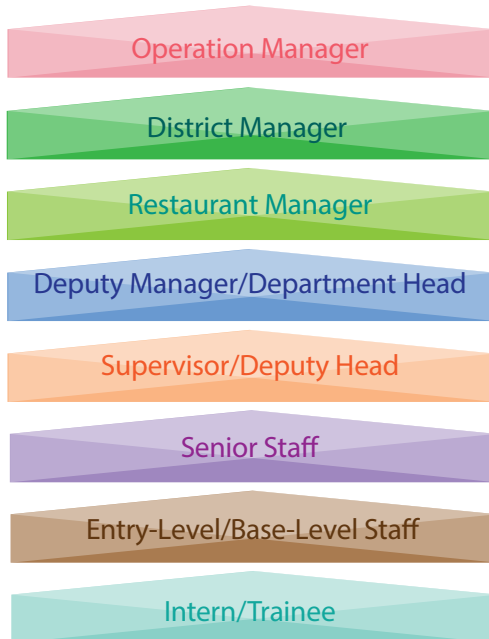 Operation Manager
District Manager
Restaurant Manager
Deputy Manager/Department Head
Supervisor/Deputy Head
Senior Staff
Entry-Level/Base-Level Staff
Intern/Trainee